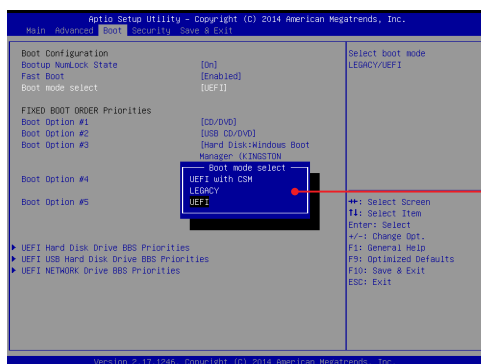 Aptio Setup Utility - Copyright (C) 2014 American Megatrends, Inc.
Main Advanced Boot Security Save & Exit
Boot Configuration
Bootup NumLock State [On]
Fast Boot [Enabled]
Boot mode select [UEFI]
FIXED BOOT ORDER Priorities
Boot Option #1 [CD/DVD]
Boot Option #2 [USB CD/DVD]
Boot Option #3 [Hard Disk:Windows Boot
Manager (KINGSTON
Boot mode select
UEFI with CSM
LEGACY
UEFI
Boot Option #4
Boot Option #5
UEFI Hard Disk Drive BBS Priorities
UEFI USB Hard Disk Drive BBS Priorities
UEFI NETWORK Drive BBS Priorities
Select boot mode
LEGACY/UEFI
→←: Select Screen
↑↓: Select Item
Enter: Select
+/-: Change Opt.
F1: General Help
F9: Optimized Defaults
F10: Save & Exit
ESC: Exit
Version 2.17.1246. Copyright (C) 2014 American Megatrends, Inc.